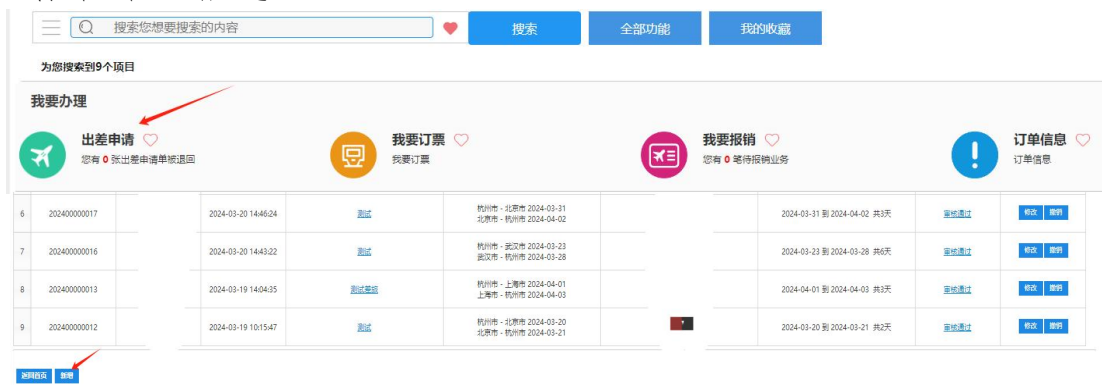 搜索您想要搜索的内容 搜索 全部功能 我的收藏
为您搜索到9个项目
我要办理
出差申请 我要订票 我要报销 订单信息
您有 0 张出差申请单被退回 我要订票 您有 0 笔待报销业务 订单信息
6 202400000017 2024-03-20 14:46:24 测试 杭州市 - 北京市 2024-03-31 2024-03-31 到 2024-04-02 共3天 审核通过 修改 撤销
北京市 - 杭州市 2024-04-02
7 202400000016 2024-03-20 14:43:22 测试 杭州市 - 武汉市 2024-03-23 2024-03-23 到 2024-03-28 共6天 审核通过 修改 撤销
武汉市 - 杭州市 2024-03-28
8 202400000013 2024-03-19 14:04:35 测试 杭州市 - 上海市 2024-04-01 2024-04-01 到 2024-04-03 共3天 审核通过 修改 撤销
上海市 - 杭州市 2024-04-03
9 202400000012 2024-03-19 10:15:47 测试 杭州市 - 北京市 2024-03-20 2024-03-20 到 2024-03-21 共2天 审核通过 修改 撤销
北京市 - 杭州市 2024-03-21
返回首页 新增